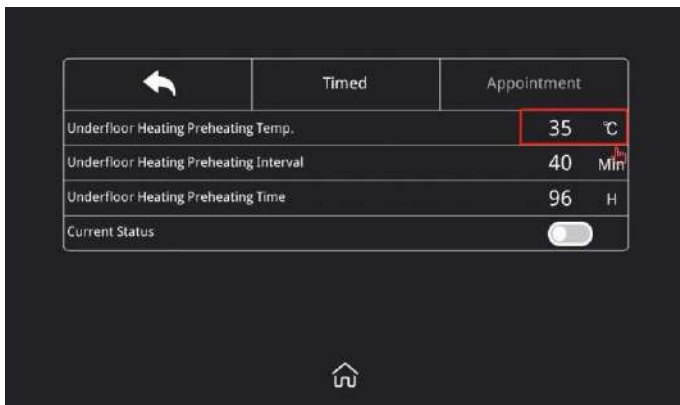 Timed Appointment
Underfloor Heating Preheating Temp. 35 ℃
Underfloor Heating Preheating Interval 40 Min
Underfloor Heating Preheating Time 96 H
Current Status